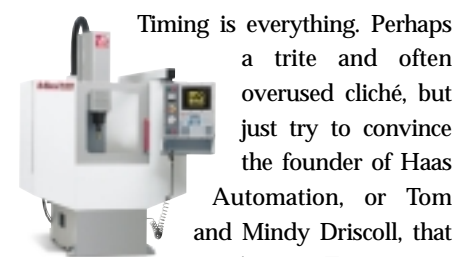 Timing is everything. Perhaps
a trite and often
overused cliché, but
just try to convince
the founder of Haas
Automation, or Tom
and Mindy Driscoll, that